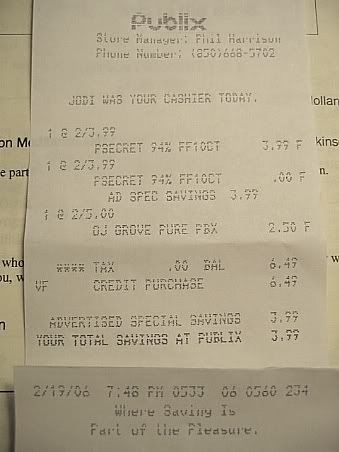 Publix
Store Manager: Phil Harrison
Phone Number: (850)668-5702
JODI WAS YOUR CASHIER TODAY.
1 @ 2/3.99
PSECRET 94% FF10CT 3.99 F
1 @ 2/3.99
PSECRET 94% FF10CT .00 F
AD SPEC SAVINGS 3.99
1 @ 2/5.00
OJ GROVE PURE PBX 2.50 F
**** TAX .00 BAL 6.49
VF CREDIT PURCHASE 6.49
ADVERTISED SPECIAL SAVINGS 3.99
YOUR TOTAL SAVINGS AT PUBLIX 3.99
2/19/06 7:48 PM 0533 06 0560 234
Where Saving Is
Part of the Pleasure.